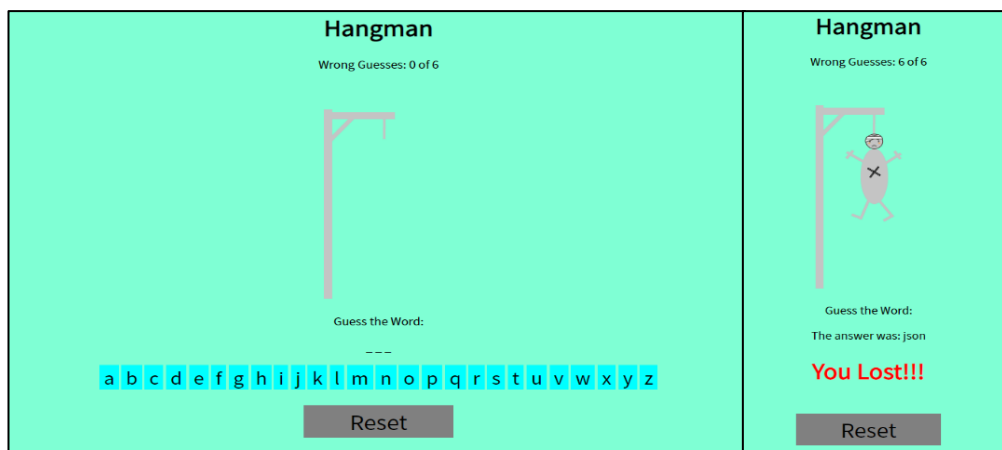 Hangman
Wrong Guesses: 0 of 6
Guess the Word:
_ _ _
a b c d e f g h i j k l m n o p q r s t u v w x y z
Reset
Hangman
Wrong Guesses: 6 of 6
Guess the Word:
The answer was: json
You Lost!!!
Reset